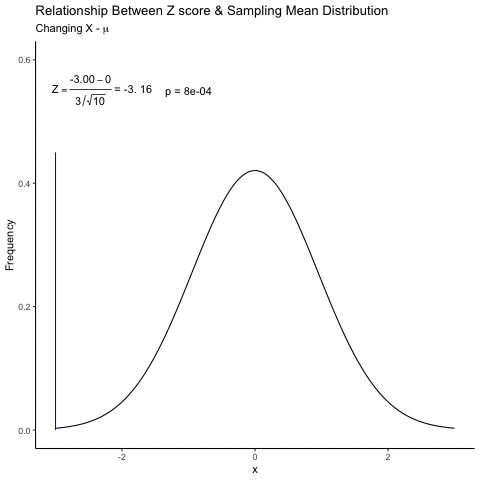 Relationship Between Z score & Sampling Mean Distribution
Changing X - μ
0.6
Z = -3.00 − 0 / 3/√10 = -3. 16 p = 8e-04
0.4
Frequency
0.2
0.0
-2 0 2
x